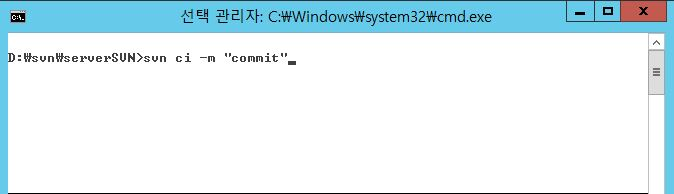 선택 관리자: C:₩Windows₩system32₩cmd.exe
D:₩svn₩serverSVN>svn ci -m "commit"_